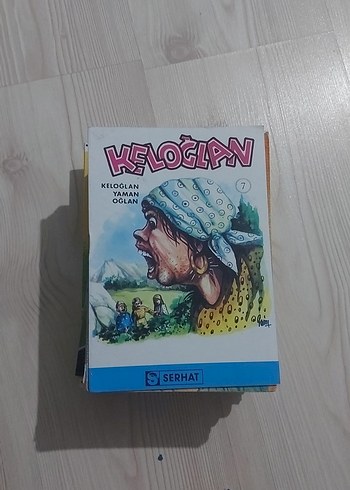 KELOĞLAN
KELOĞLAN
YAMAN
OĞLAN
7
S SERHAT